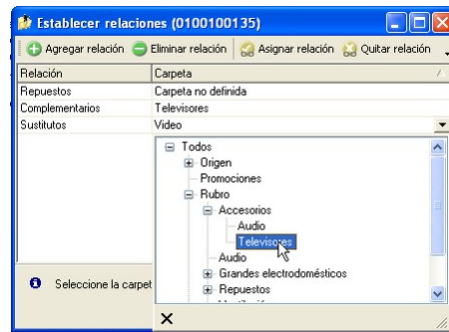 Establecer relaciones (0100100135)
Agregar relación Eliminar relación Asignar relación Quitar relación
Relación Carpeta
Repuestos Carpeta no definida
Complementarios Televisores
Sustitutos Video
Todos
Origen
Promociones
Rubro
Accesorios
Audio
Televisores
Audio
Grandes electrodomésticos
Seleccione la carpet
Repuestos